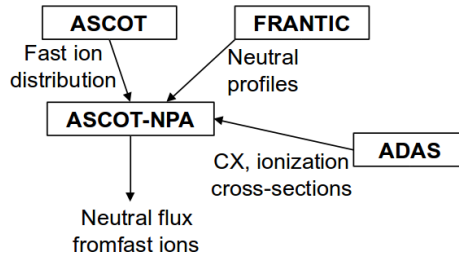 ASCOT
FRANTIC
Fast ion
distribution
Neutral
profiles
ASCOT-NPA
ADAS
CX, ionization
cross-sections
Neutral flux
fromfast ions